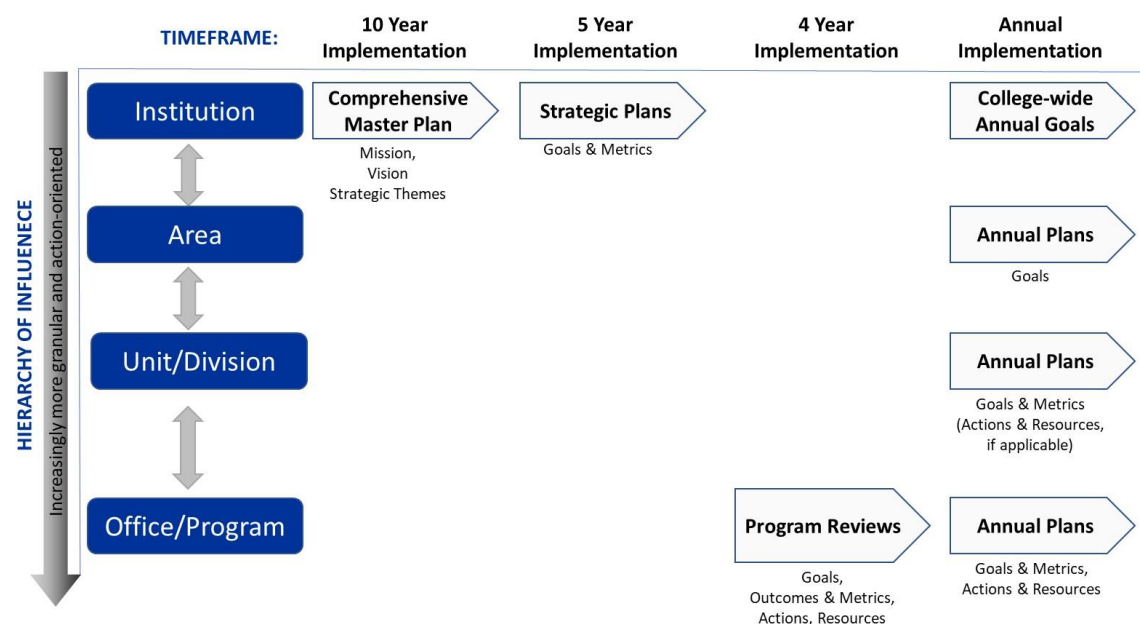 TIMEFRAME:
10 Year
Implementation
5 Year
Implementation
4 Year
Implementation
Annual
Implementation
HIERARCHY OF INFLUENECE
Increasingly more granular and action-oriented
Institution
Comprehensive
Master Plan
Mission,
Vision
Strategic Themes
Strategic Plans
Goals & Metrics
College-wide
Annual Goals
Area
Annual Plans
Goals
Unit/Division
Annual Plans
Goals & Metrics
(Actions & Resources,
if applicable)
Office/Program
Program Reviews
Goals,
Outcomes & Metrics,
Actions, Resources
Annual Plans
Goals & Metrics,
Actions & Resources